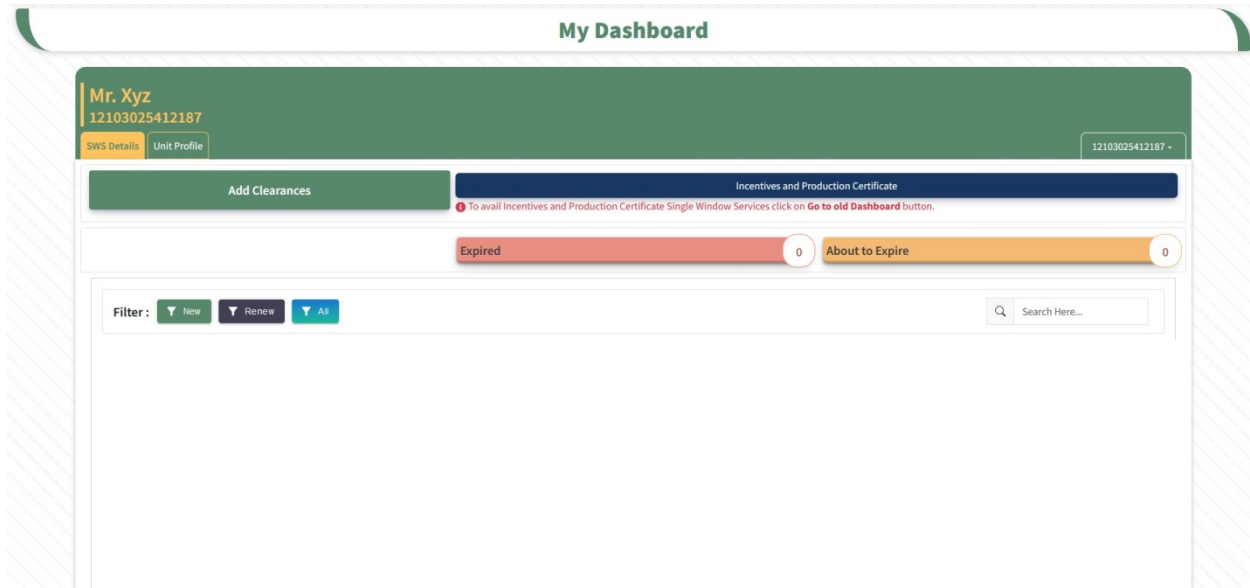 My Dashboard
Mr. Xyz
12103025412187
SWS Details Unit Profile 12103025412187
Add Clearances
Incentives and Production Certificate
To avail Incentives and Production Certificate Single Window Services click on Go to old Dashboard button.
Expired 0 About to Expire 0
Filter : New Renew All Search Here...